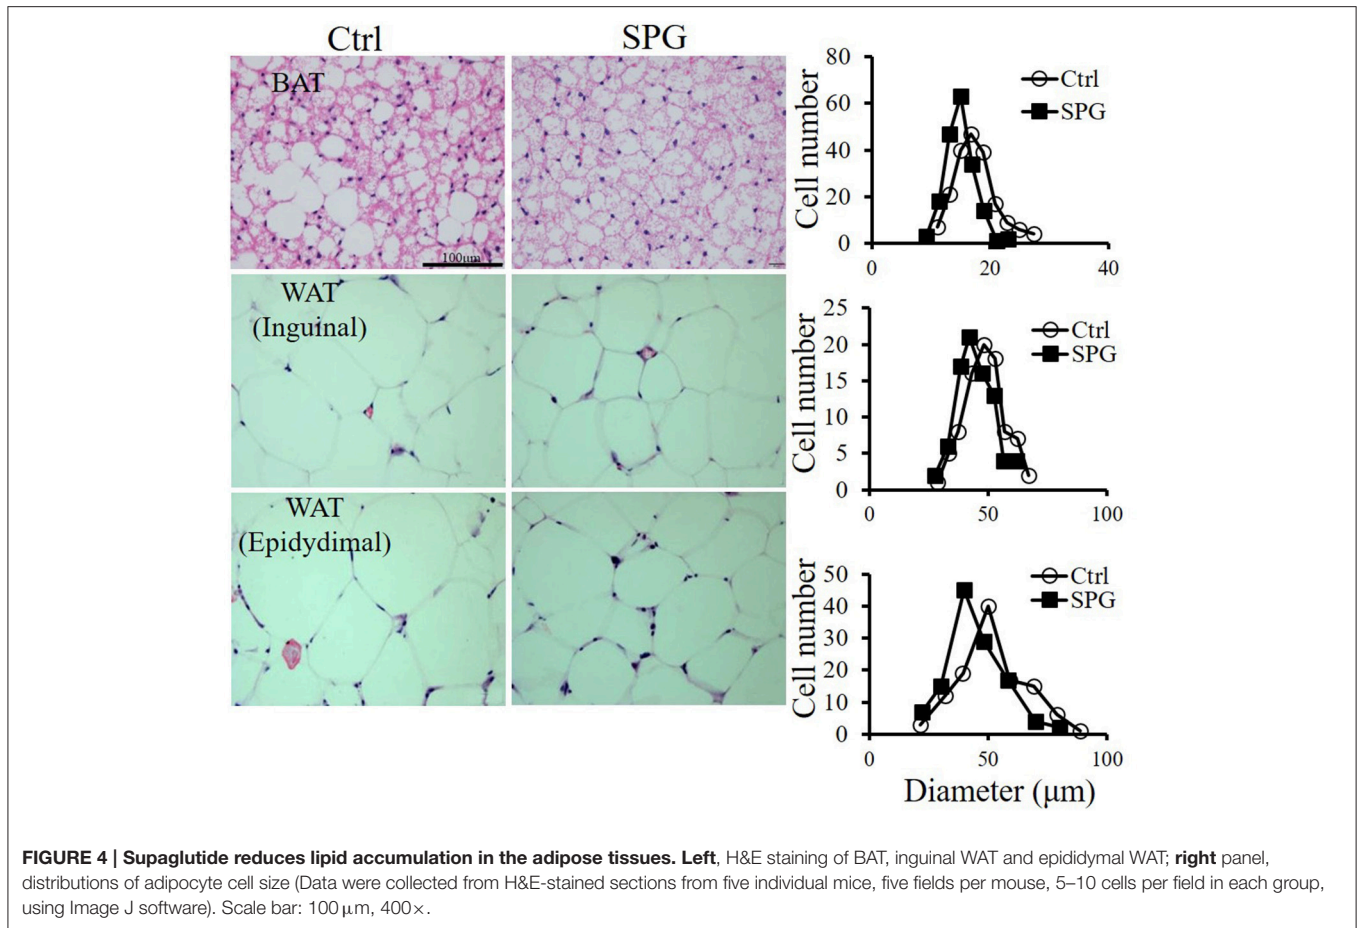 Ctrl
SPG
BAT
100μm
WAT
(Inguinal)
WAT
(Epidydimal)
Cell number
80
60
40
20
0
0
20
40
Ctrl
SPG
Cell number
25
20
15
10
5
0
0
50
100
Ctrl
SPG
Cell number
50
40
30
20
10
0
0
50
100
Ctrl
SPG
Diameter (μm)
FIGURE 4 | Supaglutide reduces lipid accumulation in the adipose tissues. Left, H&E staining of BAT, inguinal WAT and epididymal WAT; right panel,
distributions of adipocyte cell size (Data were collected from H&E-stained sections from five individual mice, five fields per mouse, 5–10 cells per field in each group,
using Image J software). Scale bar: 100 μm, 400×.